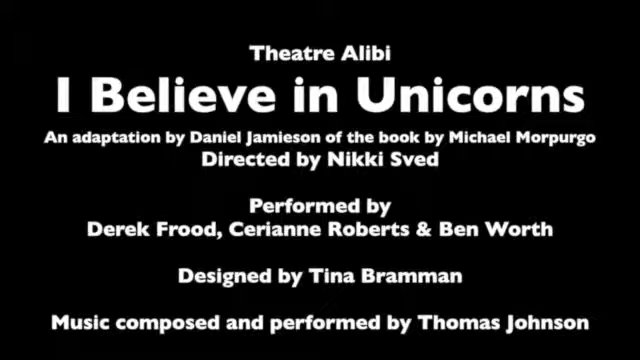 Theatre Alibi
I Believe in Unicorns
An adaptation by Daniel Jamieson of the book by Michael Morpurgo
Directed by Nikki Sved
Performed by
Derek Frood, Cerianne Roberts & Ben Worth
Designed by Tina Bramman
Music composed and performed by Thomas Johnson